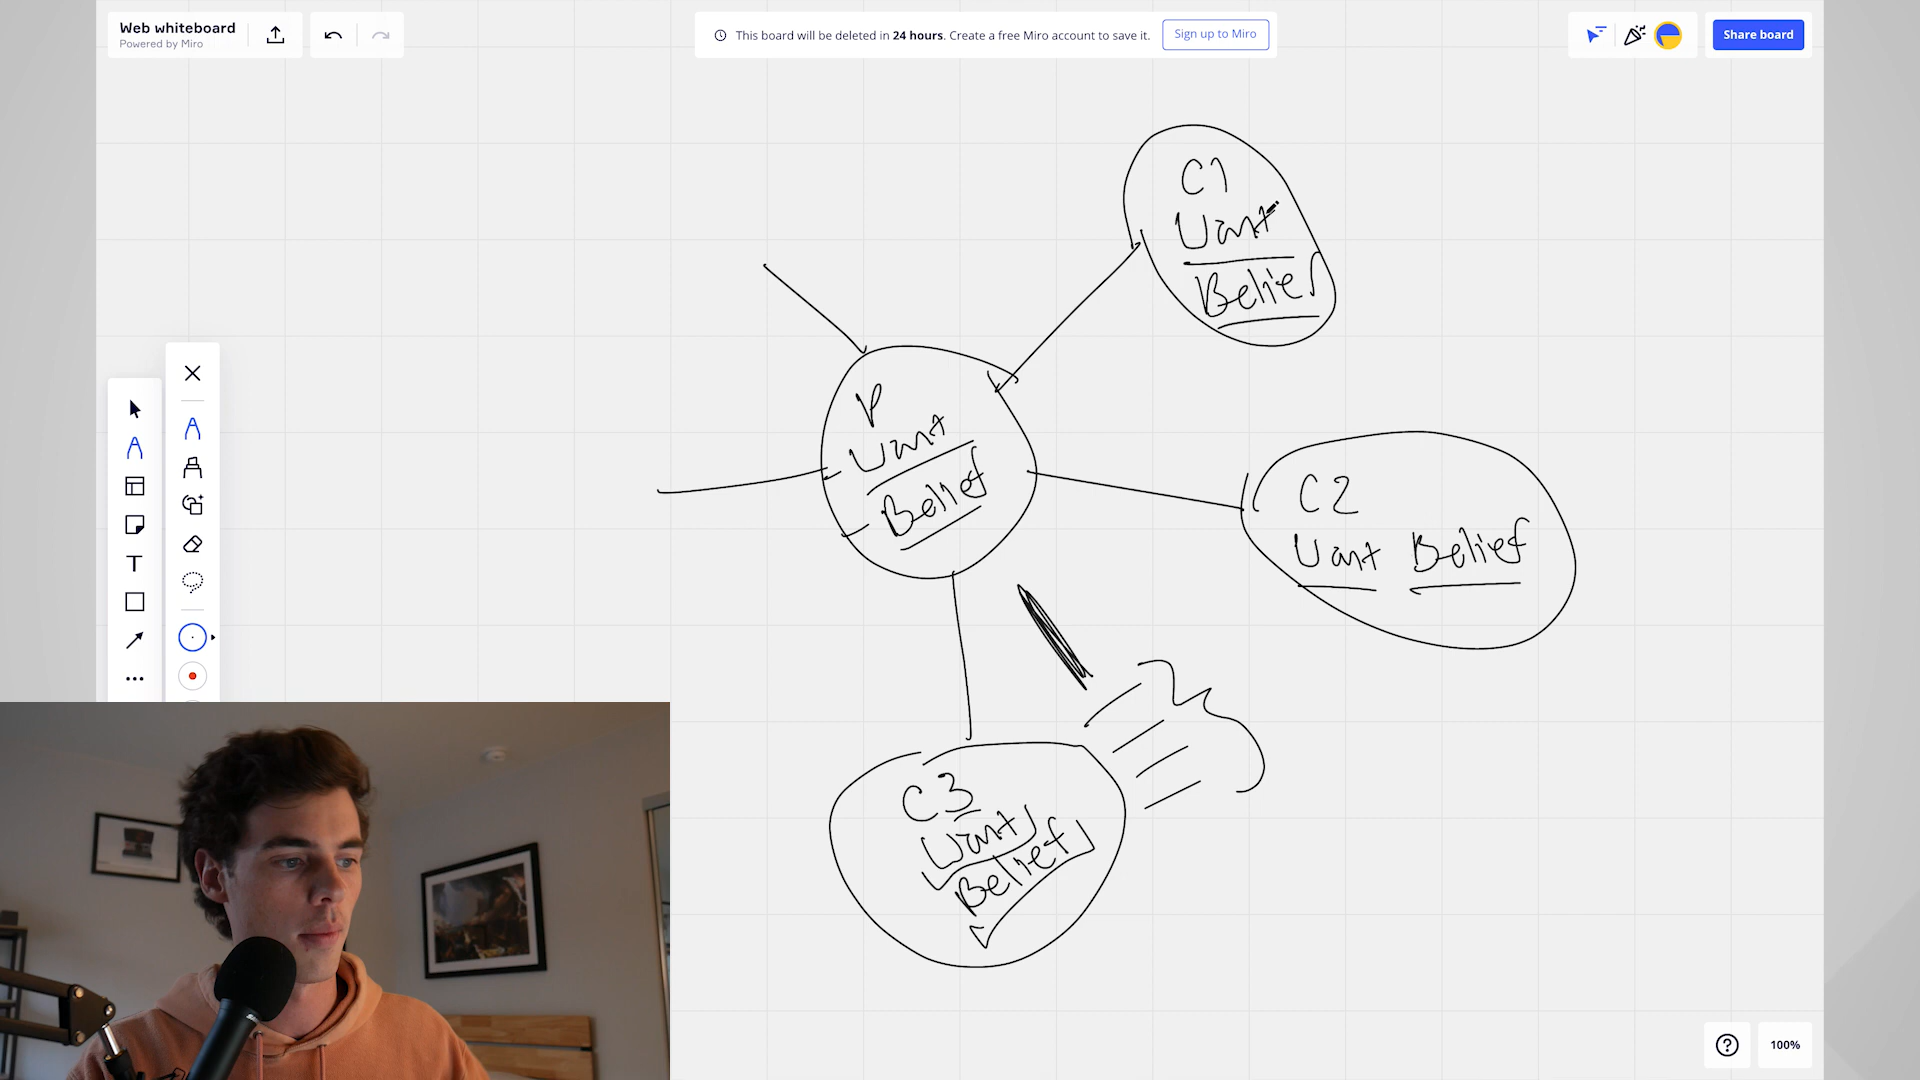 Web whiteboard
Powered by Miro
This board will be deleted in 24 hours. Create a free Miro account to save it.
Sign up to Miro
Share board
C1
Want
Belief
P
Want
Belief
C2
Want Belief
C3
Want
Belief
T
100%